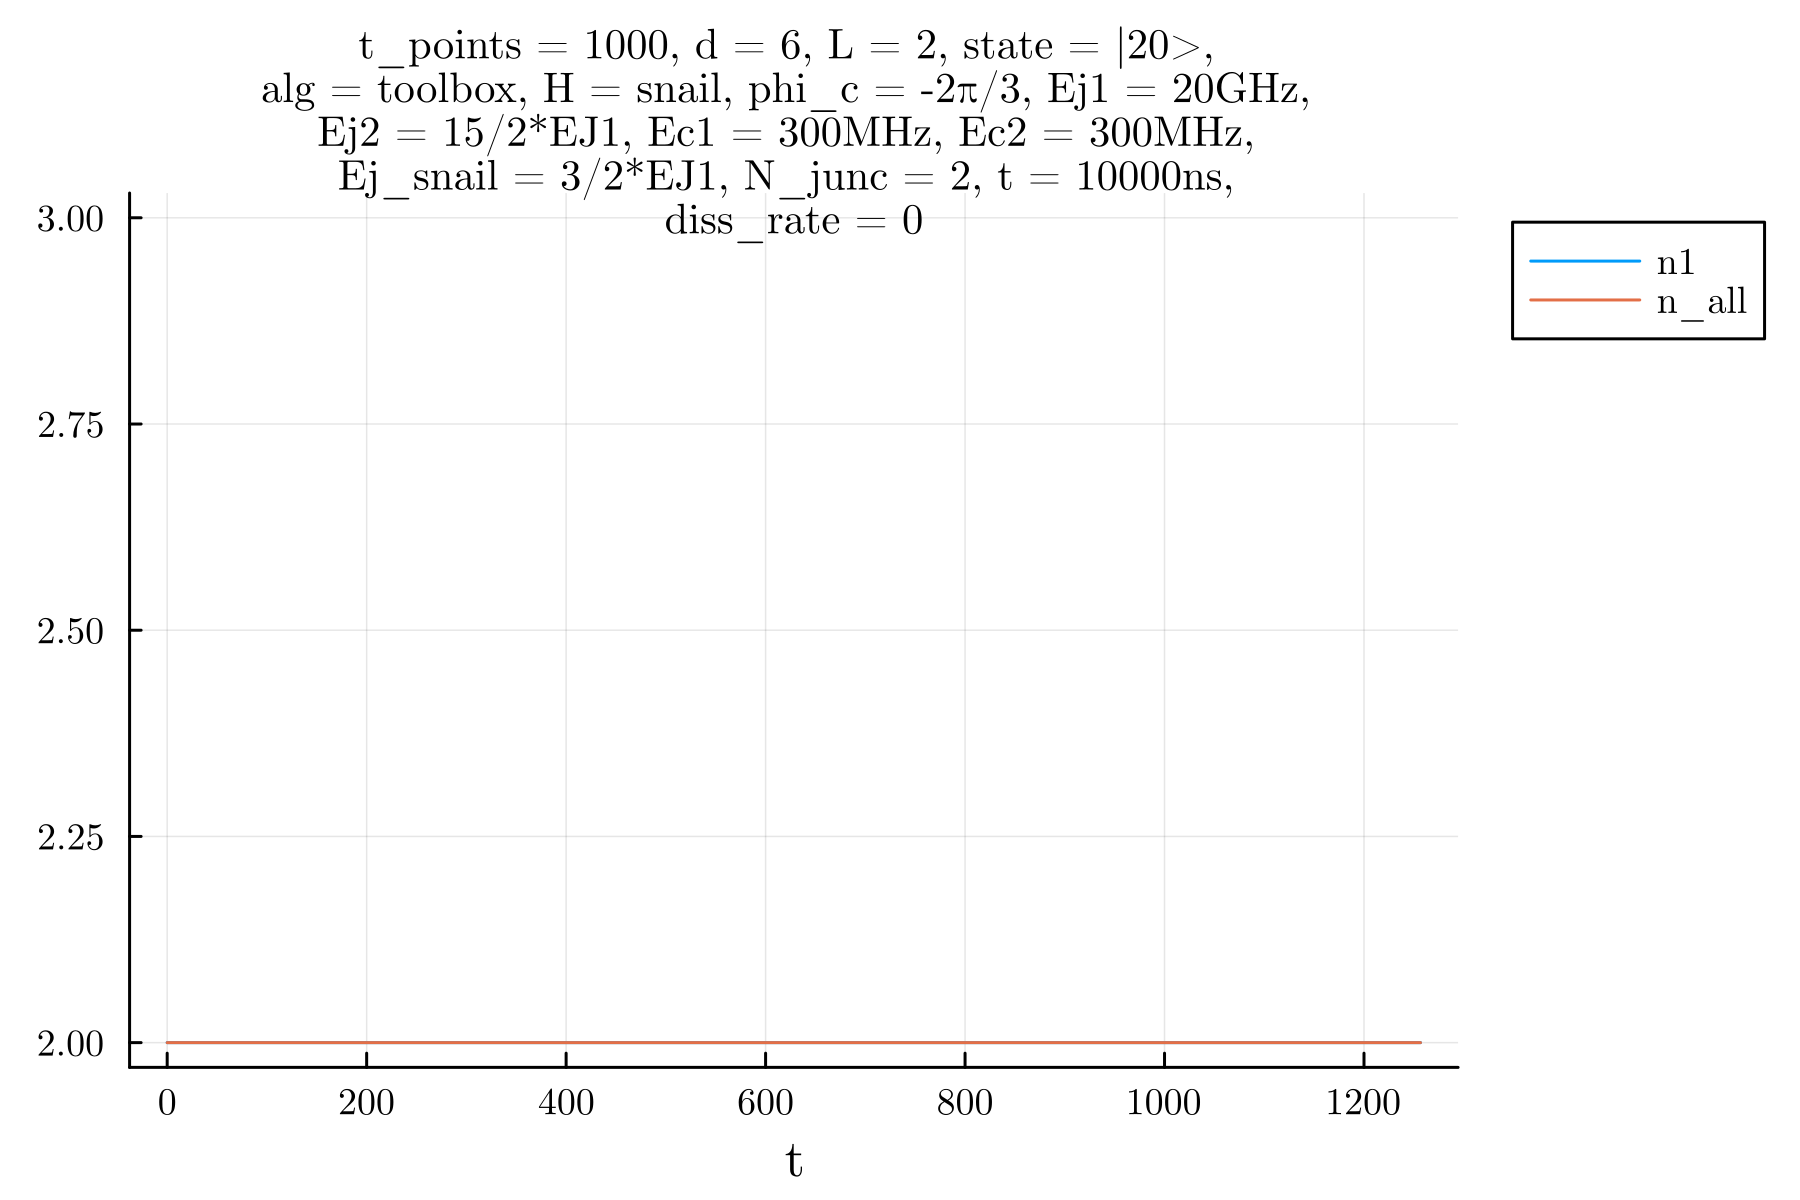 t_points = 1000, d = 6, L = 2, state = |20>,
alg = toolbox, H = snail, phi_c = -2π/3, Ej1 = 20GHz,
Ej2 = 15/2*EJ1, Ec1 = 300MHz, Ec2 = 300MHz,
Ej_snail = 3/2*EJ1, N_junc = 2, t = 10000ns,
diss_rate = 0
n1
n_all
3.00
2.75
2.50
2.25
2.00
0 200 400 600 800 1000 1200
t